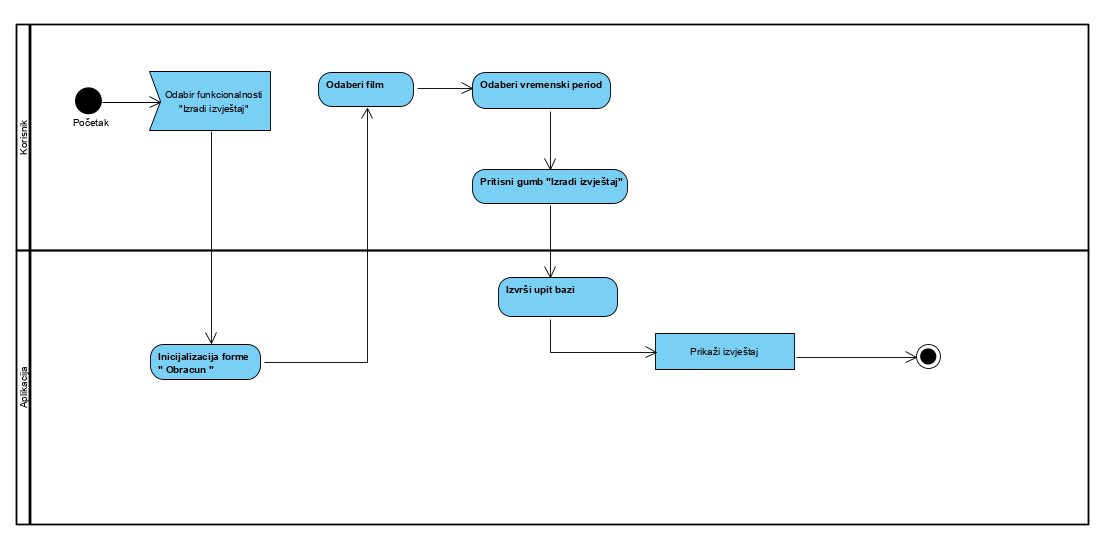 Korisnik
Početak
Odabir funkcionalnosti
"Izradi izvještaj"
Odaberi film
Odaberi vremenski period
Pritisni gumb "Izradi izvještaj"
Aplikacija
Inicijalizacija forme
" Obracun "
Izvrši upit bazi
Prikaži izvještaj